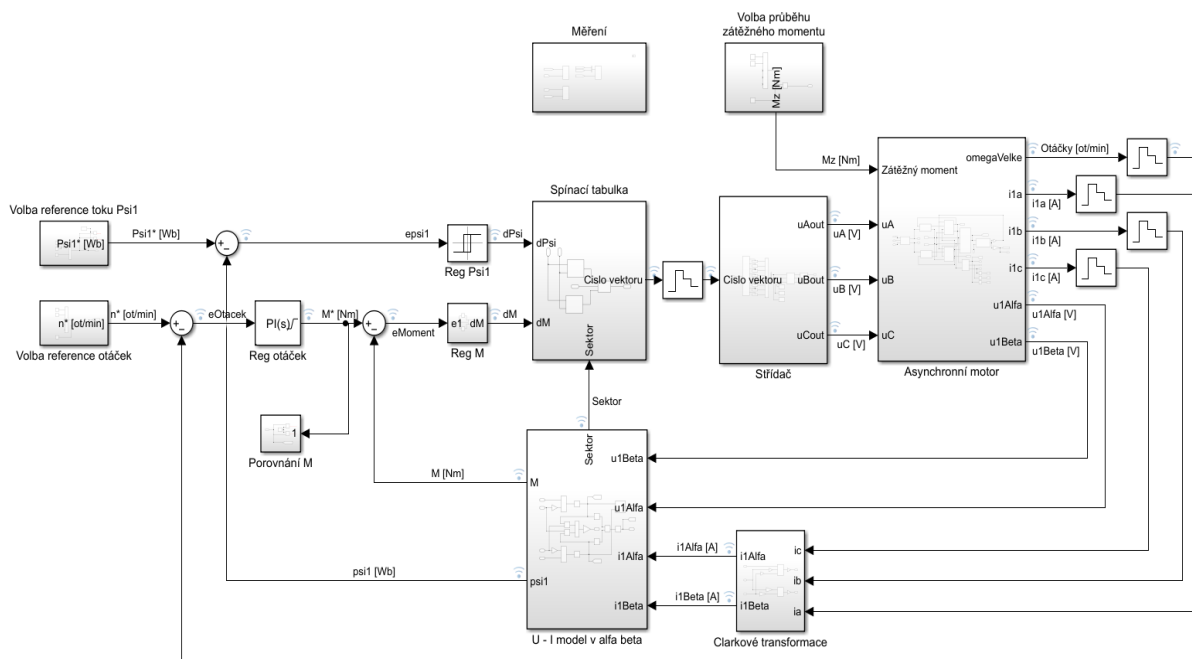 Měření
Volba průběhu
zátěžného momentu
Mz [Nm]
Mz [Nm]
Zátěžný moment
omegaVelke
Otáčky [ot/min]
i1a
i1a [A]
i1b
i1b [A]
i1c
i1c [A]
u1Alfa
u1Alfa [V]
u1Beta
u1Beta [V]
uA
uB
uC
Asynchronní motor
Volba reference toku Psi1
Psi1* [Wb]
Psi1* [Wb]
epsi1
Reg Psi1
dPsi
Spínací tabulka
dPsi
dM
Cislo vektoru
Sektor
Cislo vektoru
uAout
uA [V]
uBout
uB [V]
uCout
uC [V]
Střídač
n* [ot/min]
n* [ot/min]
Volba reference otáček
eOtacek
PI(s)
Reg otáček
M* [Nm]
eMoment
e1
dM
Reg M
dM
1
Porovnání M
Sektor
Sektor
M [Nm]
M
psi1 [Wb]
psi1
u1Beta
u1Alfa
i1Alfa
i1Beta
U - I model v alfa beta
i1Alfa [A]
i1Beta [A]
i1Alfa
i1Beta
ic
ib
ia
Clarkové transformace